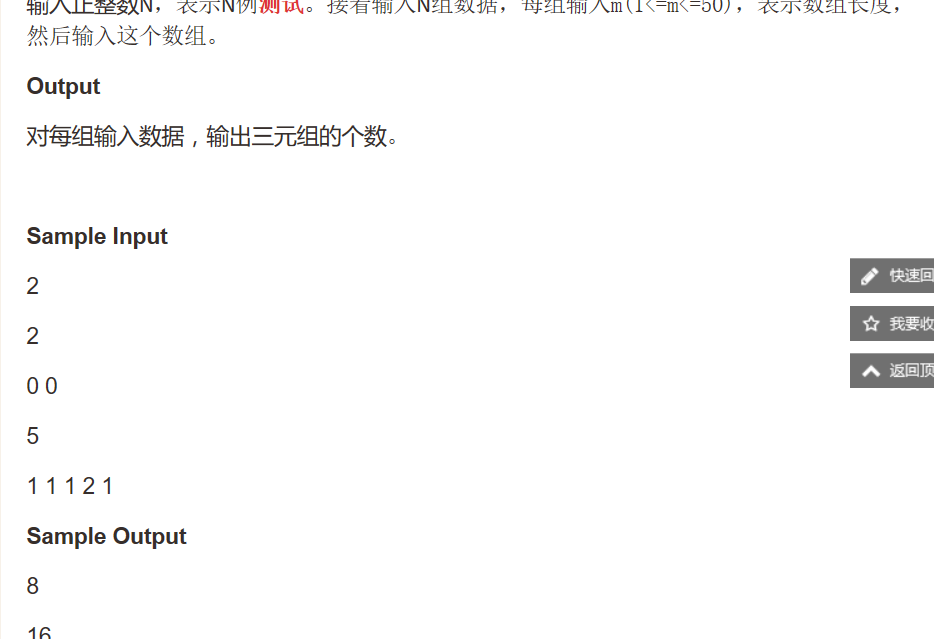 输入正整数N，表示N例测试。接着输入N组数据，每组输入m(1<=m<=50)，表示数组长度，
然后输入这个数组。
Output
对每组输入数据，输出三元组的个数。
Sample Input
2
2
0 0
5
1 1 1 2 1
Sample Output
8
16
快速回
我要收
返回顶